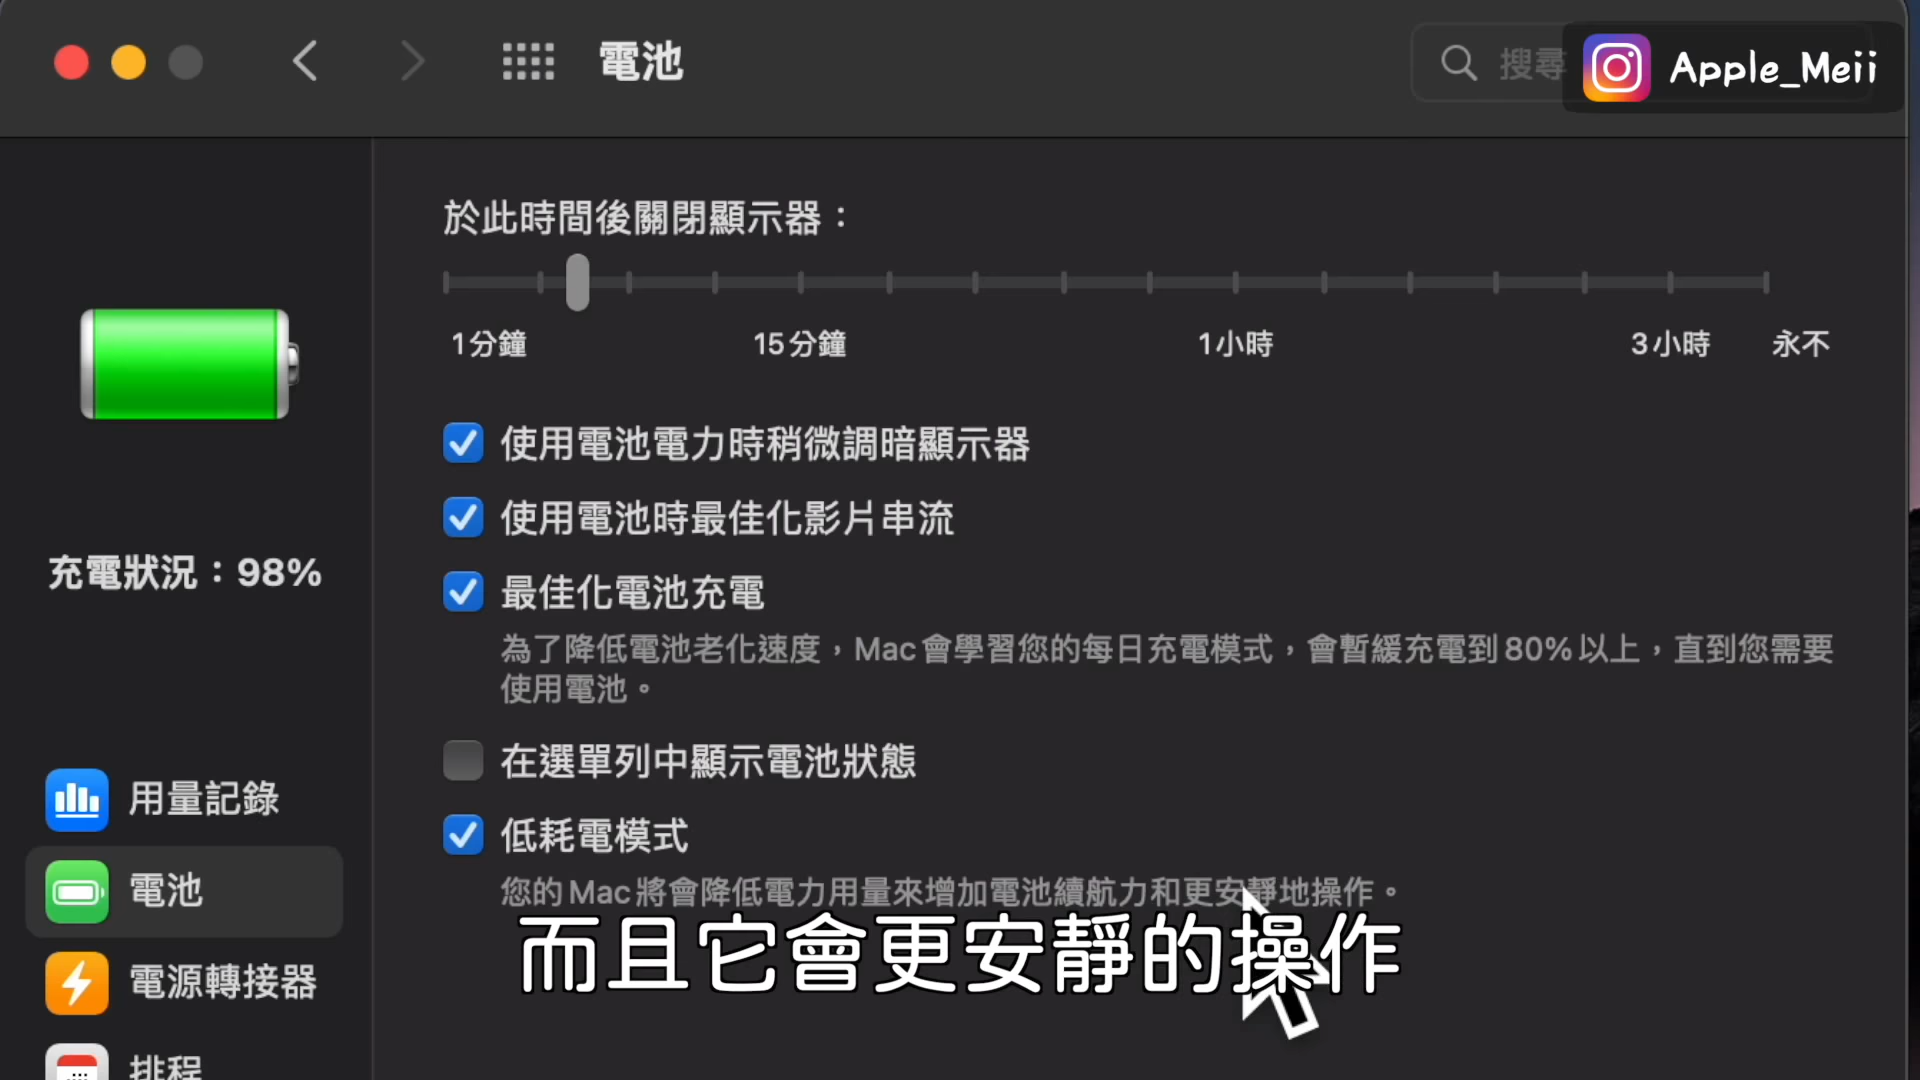 電池
搜尋
Apple_Meii
於此時間後關閉顯示器：
1分鐘 15分鐘 1小時 3小時 永不
使用電池電力時稍微調暗顯示器
使用電池時最佳化影片串流
最佳化電池充電
為了降低電池老化速度，Mac會學習您的每日充電模式，會暫緩充電到80%以上，直到您需要
使用電池。
在選單列中顯示電池狀態
低耗電模式
您的Mac將會降低電力用量來增加電池續航力和更安靜地操作。
充電狀況：98%
用量記錄
電池
電源轉接器
排程
而且它會更安靜的操作